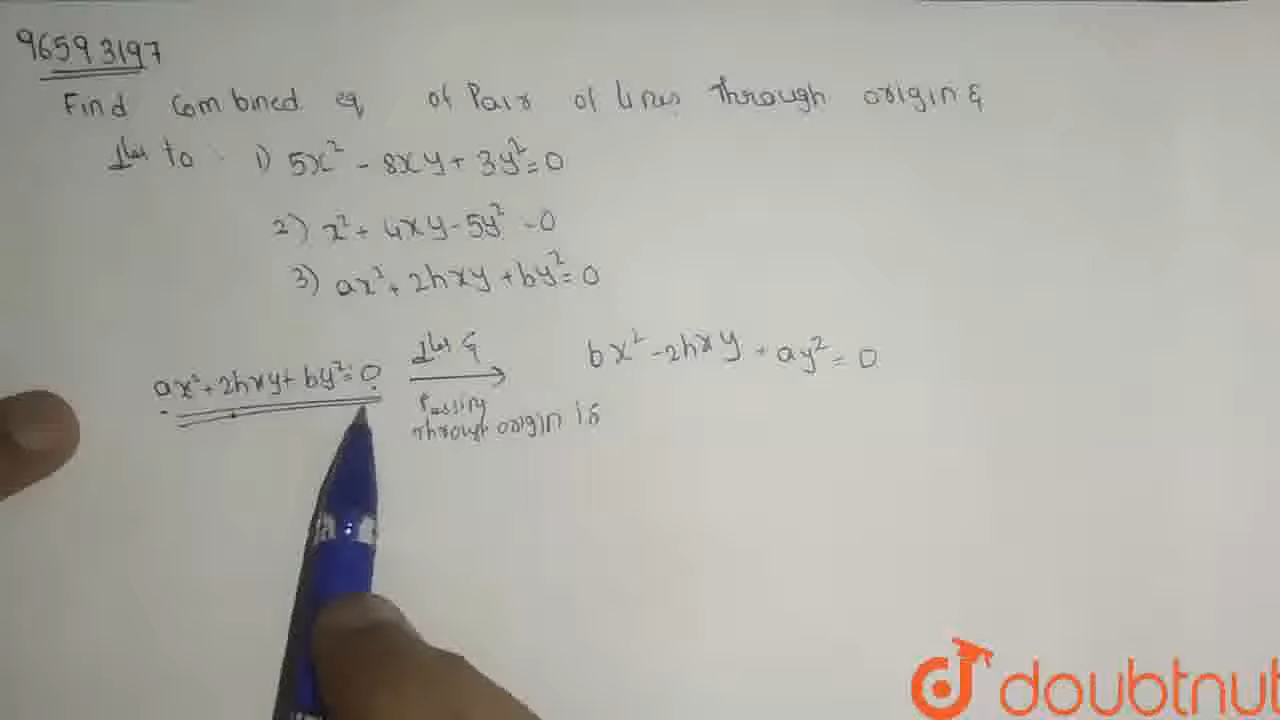 96593197
Find combined eq of Pair of lines through origin &
⊥lar to 1) 5x² - 8xy + 3y² = 0
2) x² + 4xy - 5y² = 0
3) ax² + 2hxy + by² = 0
ax² + 2hxy + by² = 0 ⊥lar & → bx² - 2hxy + ay² = 0
Passing
through origin is
doubtnut